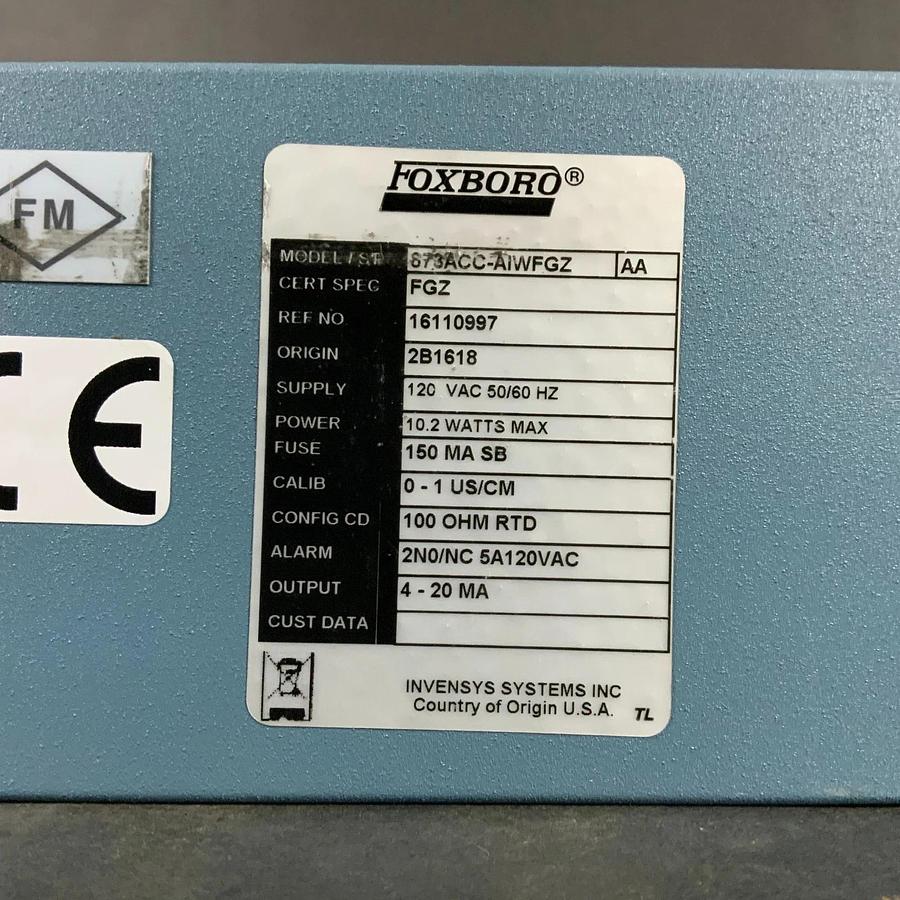 FM
CE
FOXBORO®
MODEL / ST 873ACC-AIWFGZ AA
CERT SPEC FGZ
REF NO 16110997
ORIGIN 2B1618
SUPPLY 120 VAC 50/60 HZ
POWER 10.2 WATTS MAX
FUSE 150 MA SB
CALIB 0 - 1 US/CM
CONFIG CD 100 OHM RTD
ALARM 2N0/NC 5A120VAC
OUTPUT 4 - 20 MA
CUST DATA
INVENSYS SYSTEMS INC
Country of Origin U.S.A. TL